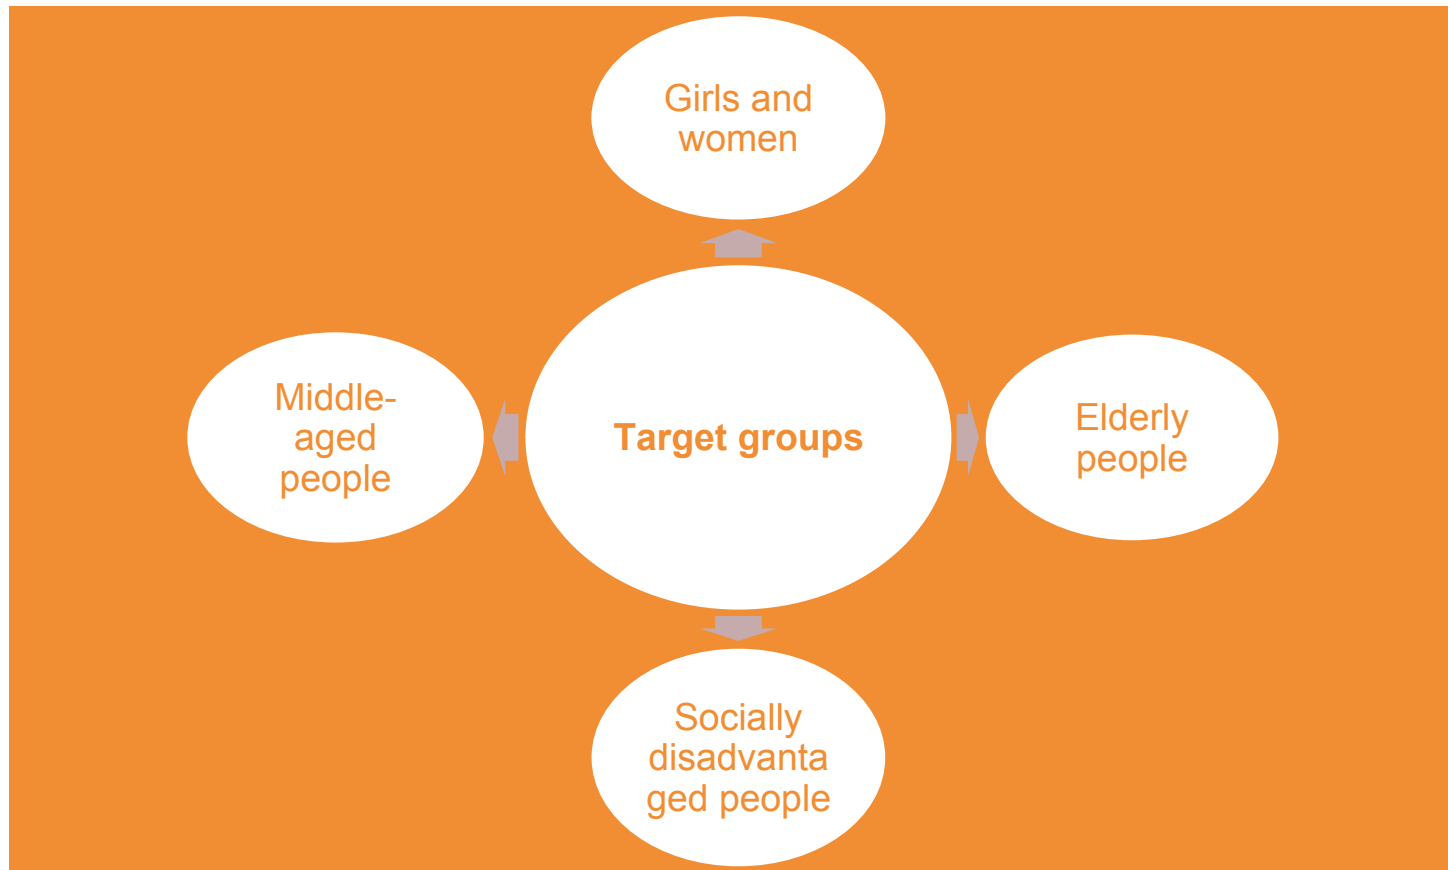 Girls and
women
Middle-
aged
people
Target groups
Elderly
people
Socially
disadvanta
ged people